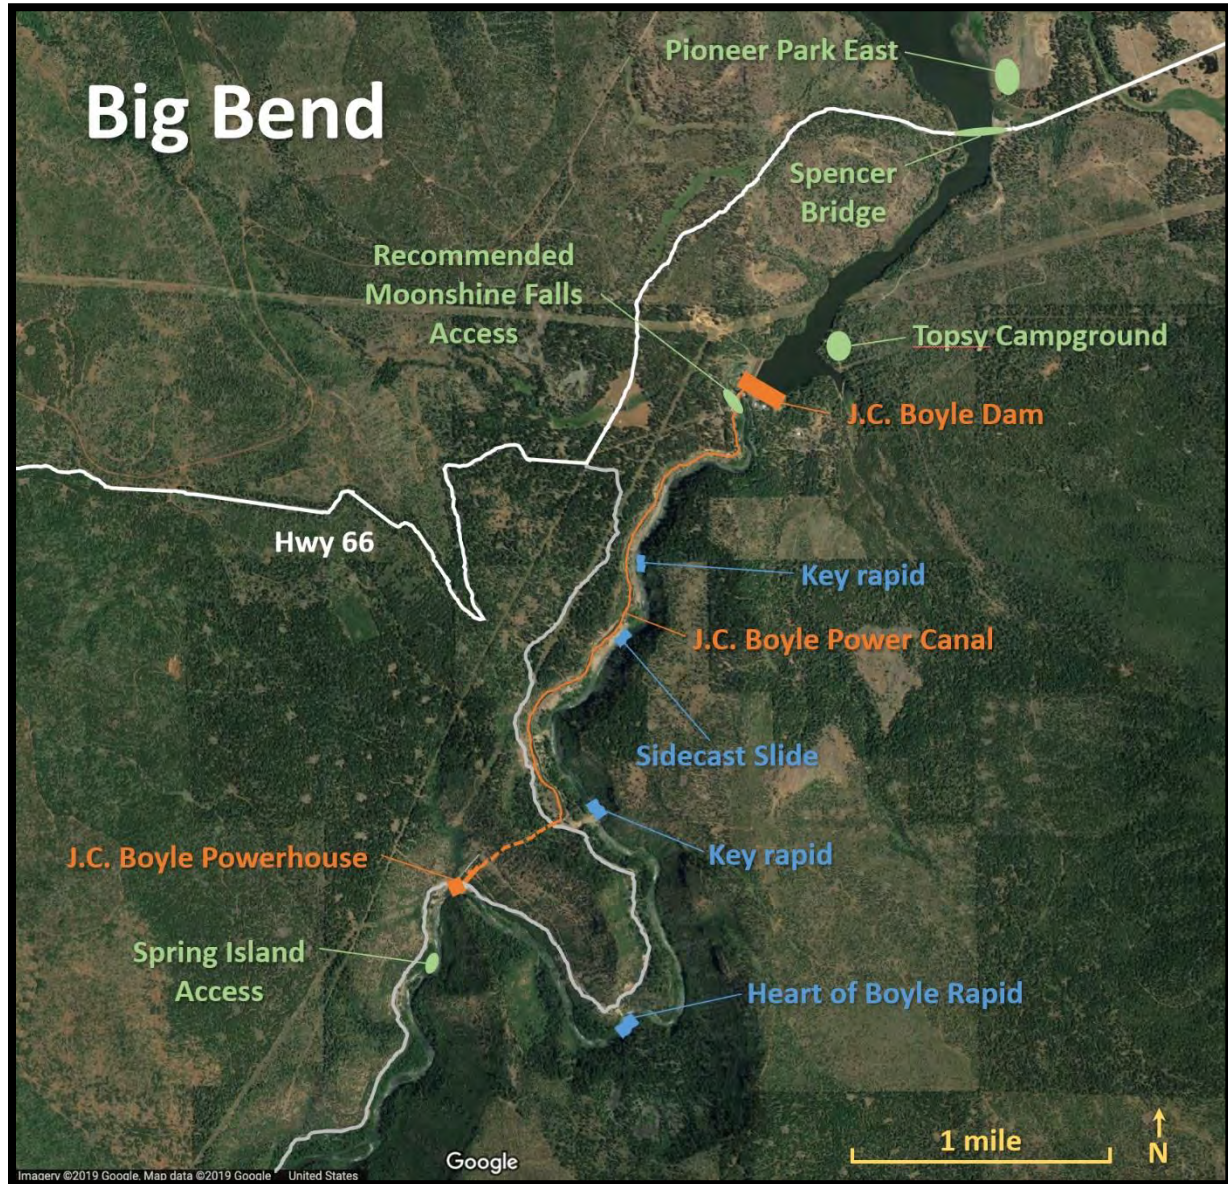 Big Bend
Pioneer Park East
Spencer
Bridge
Recommended
Moonshine Falls
Access
Topsy Campground
J.C. Boyle Dam
Hwy 66
Key rapid
J.C. Boyle Power Canal
Sidecast Slide
Key rapid
J.C. Boyle Powerhouse
Spring Island
Access
Heart of Boyle Rapid
1 mile
N
Google
Imagery ©2019 Google, Map data ©2019 Google United States